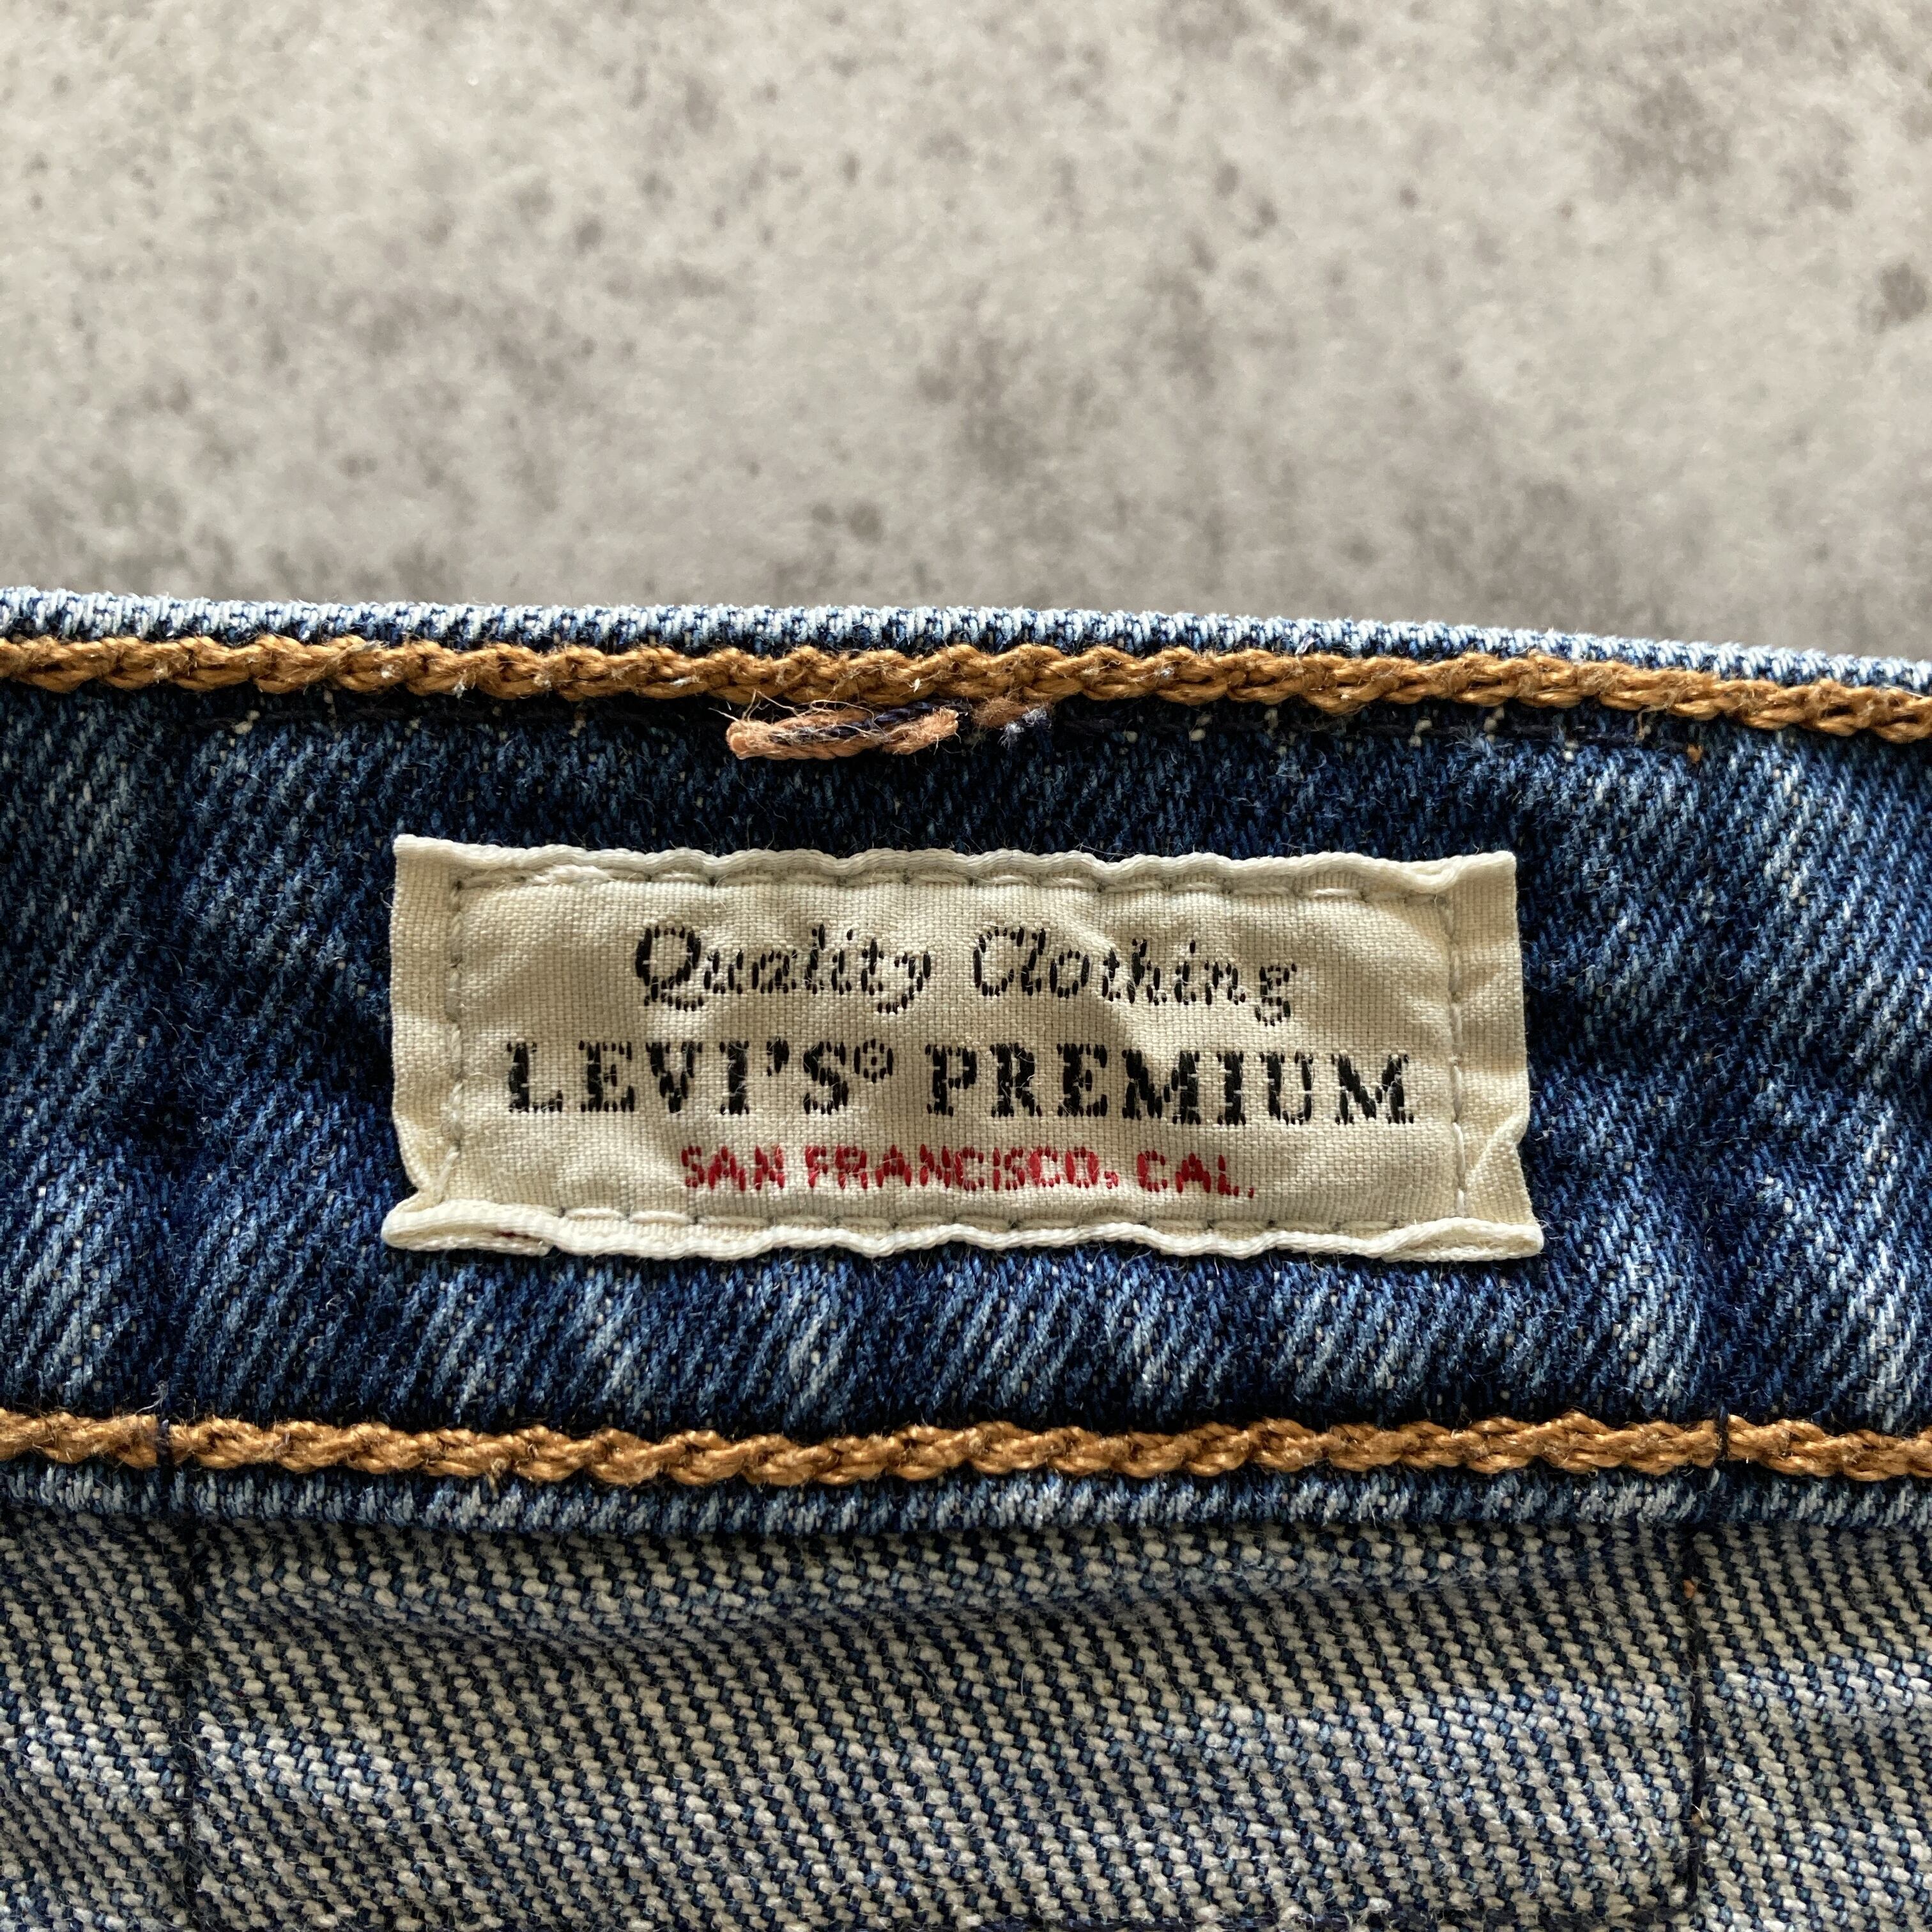 Quality Clothing
LEVI'S® PREMIUM
SAN FRANCISCO, CAL.